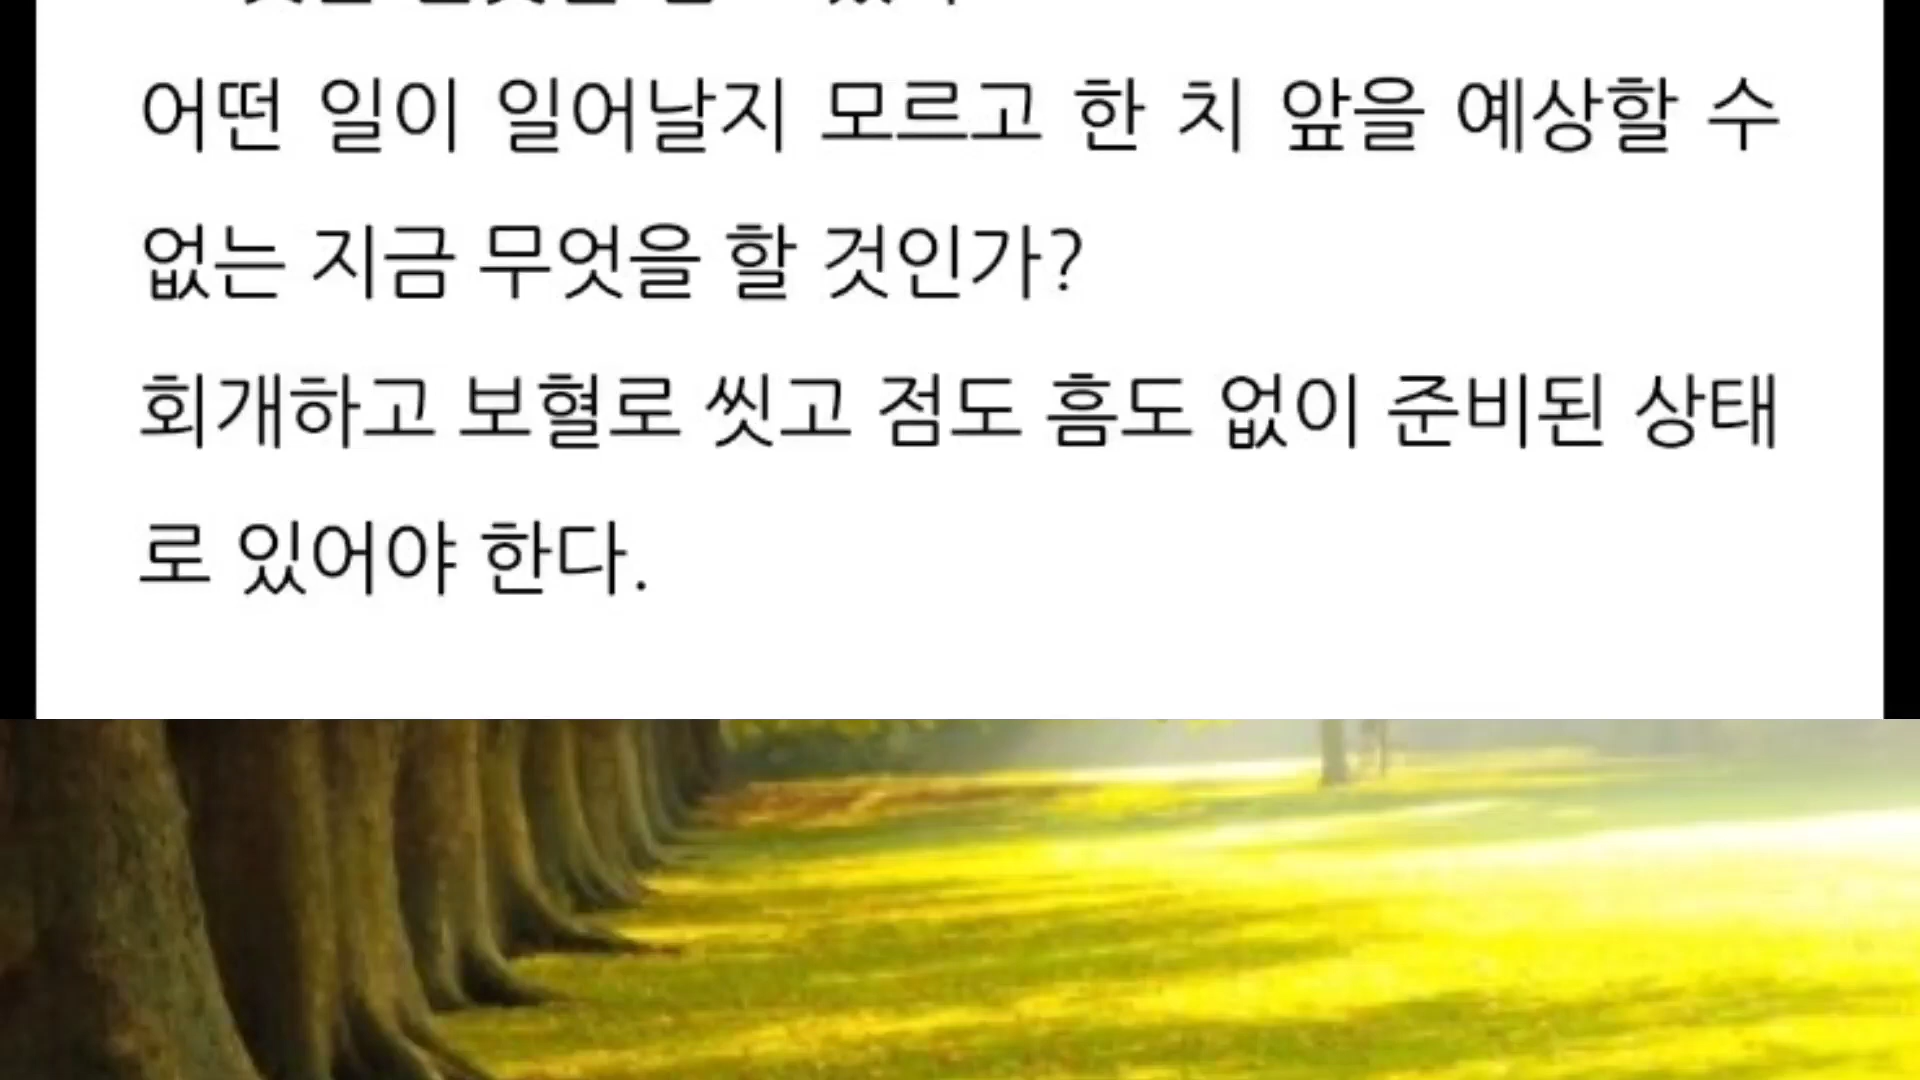 어떤 일이 일어날지 모르고 한 치 앞을 예상할 수
없는 지금 무엇을 할 것인가?
회개하고 보혈로 씻고 점도 흠도 없이 준비된 상태
로 있어야 한다.